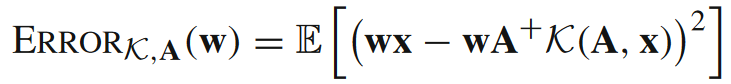 ERROR_{𝒦,𝐀}(𝐰) = 𝔼[(𝐰𝐱 − 𝐰𝐀⁺𝒦(𝐀, 𝐱))²]